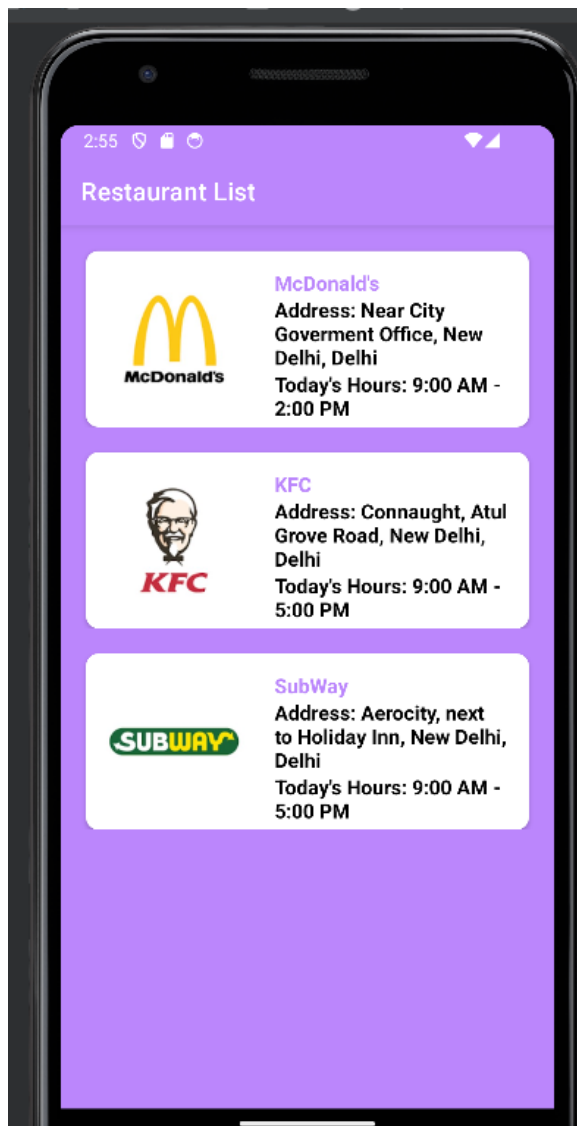 2:55
Restaurant List
McDonald's
McDonald's
Address: Near City
Goverment Office, New
Delhi, Delhi
Today's Hours: 9:00 AM -
2:00 PM
KFC
KFC
Address: Connaught, Atul
Grove Road, New Delhi,
Delhi
Today's Hours: 9:00 AM -
5:00 PM
SUBWAY
SubWay
Address: Aerocity, next
to Holiday Inn, New Delhi,
Delhi
Today's Hours: 9:00 AM -
5:00 PM